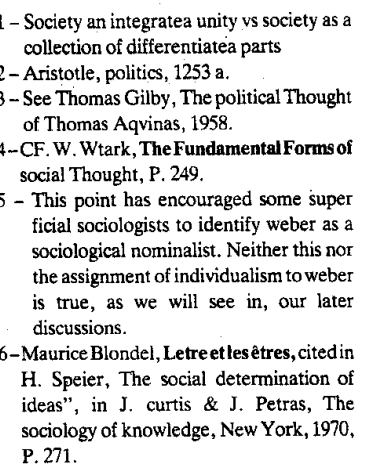 1 – Society an integratea unity vs society as a
collection of differentiatea parts
2 – Aristotle, politics, 1253 a.
3 – See Thomas Gilby, The political Thought
of Thomas Aqvinas, 1958.
4–CF. W. Wtark, The Fundamental Forms of
social Thought, P. 249.
5 – This point has encouraged some super
ficial sociologists to identify weber as a
sociological nominalist. Neither this nor
the assignment of individualism to weber
is true, as we will see in, our later
discussions.
6–Maurice Blondel, Letre et les êtres, cited in
H. Speier, The social determination of
ideas”, in J. curtis & J. Petras, The
sociology of knowledge, New York, 1970,
P. 271.